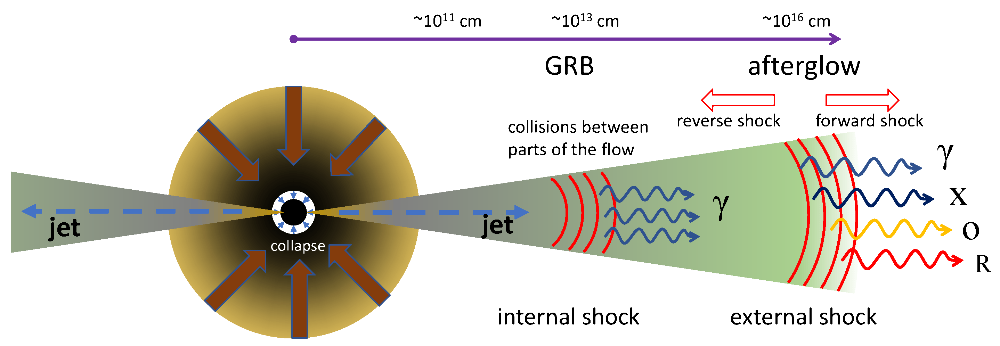 ~10¹¹ cm
~10¹³ cm
~10¹⁶ cm
GRB
afterglow
reverse shock
forward shock
collisions between
parts of the flow
γ
X
O
R
γ
jet
jet
collapse
internal shock
external shock